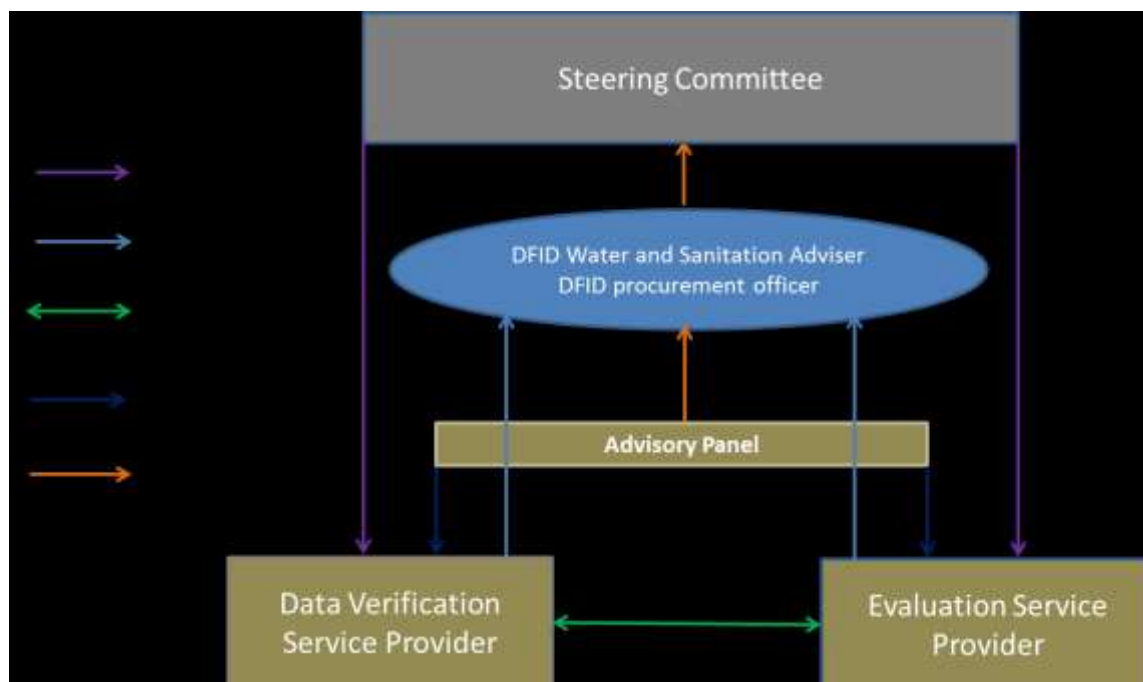 Steering Committee
DFID Water and Sanitation Adviser
DFID procurement officer
Advisory Panel
Data Verification
Service Provider
Evaluation Service
Provider